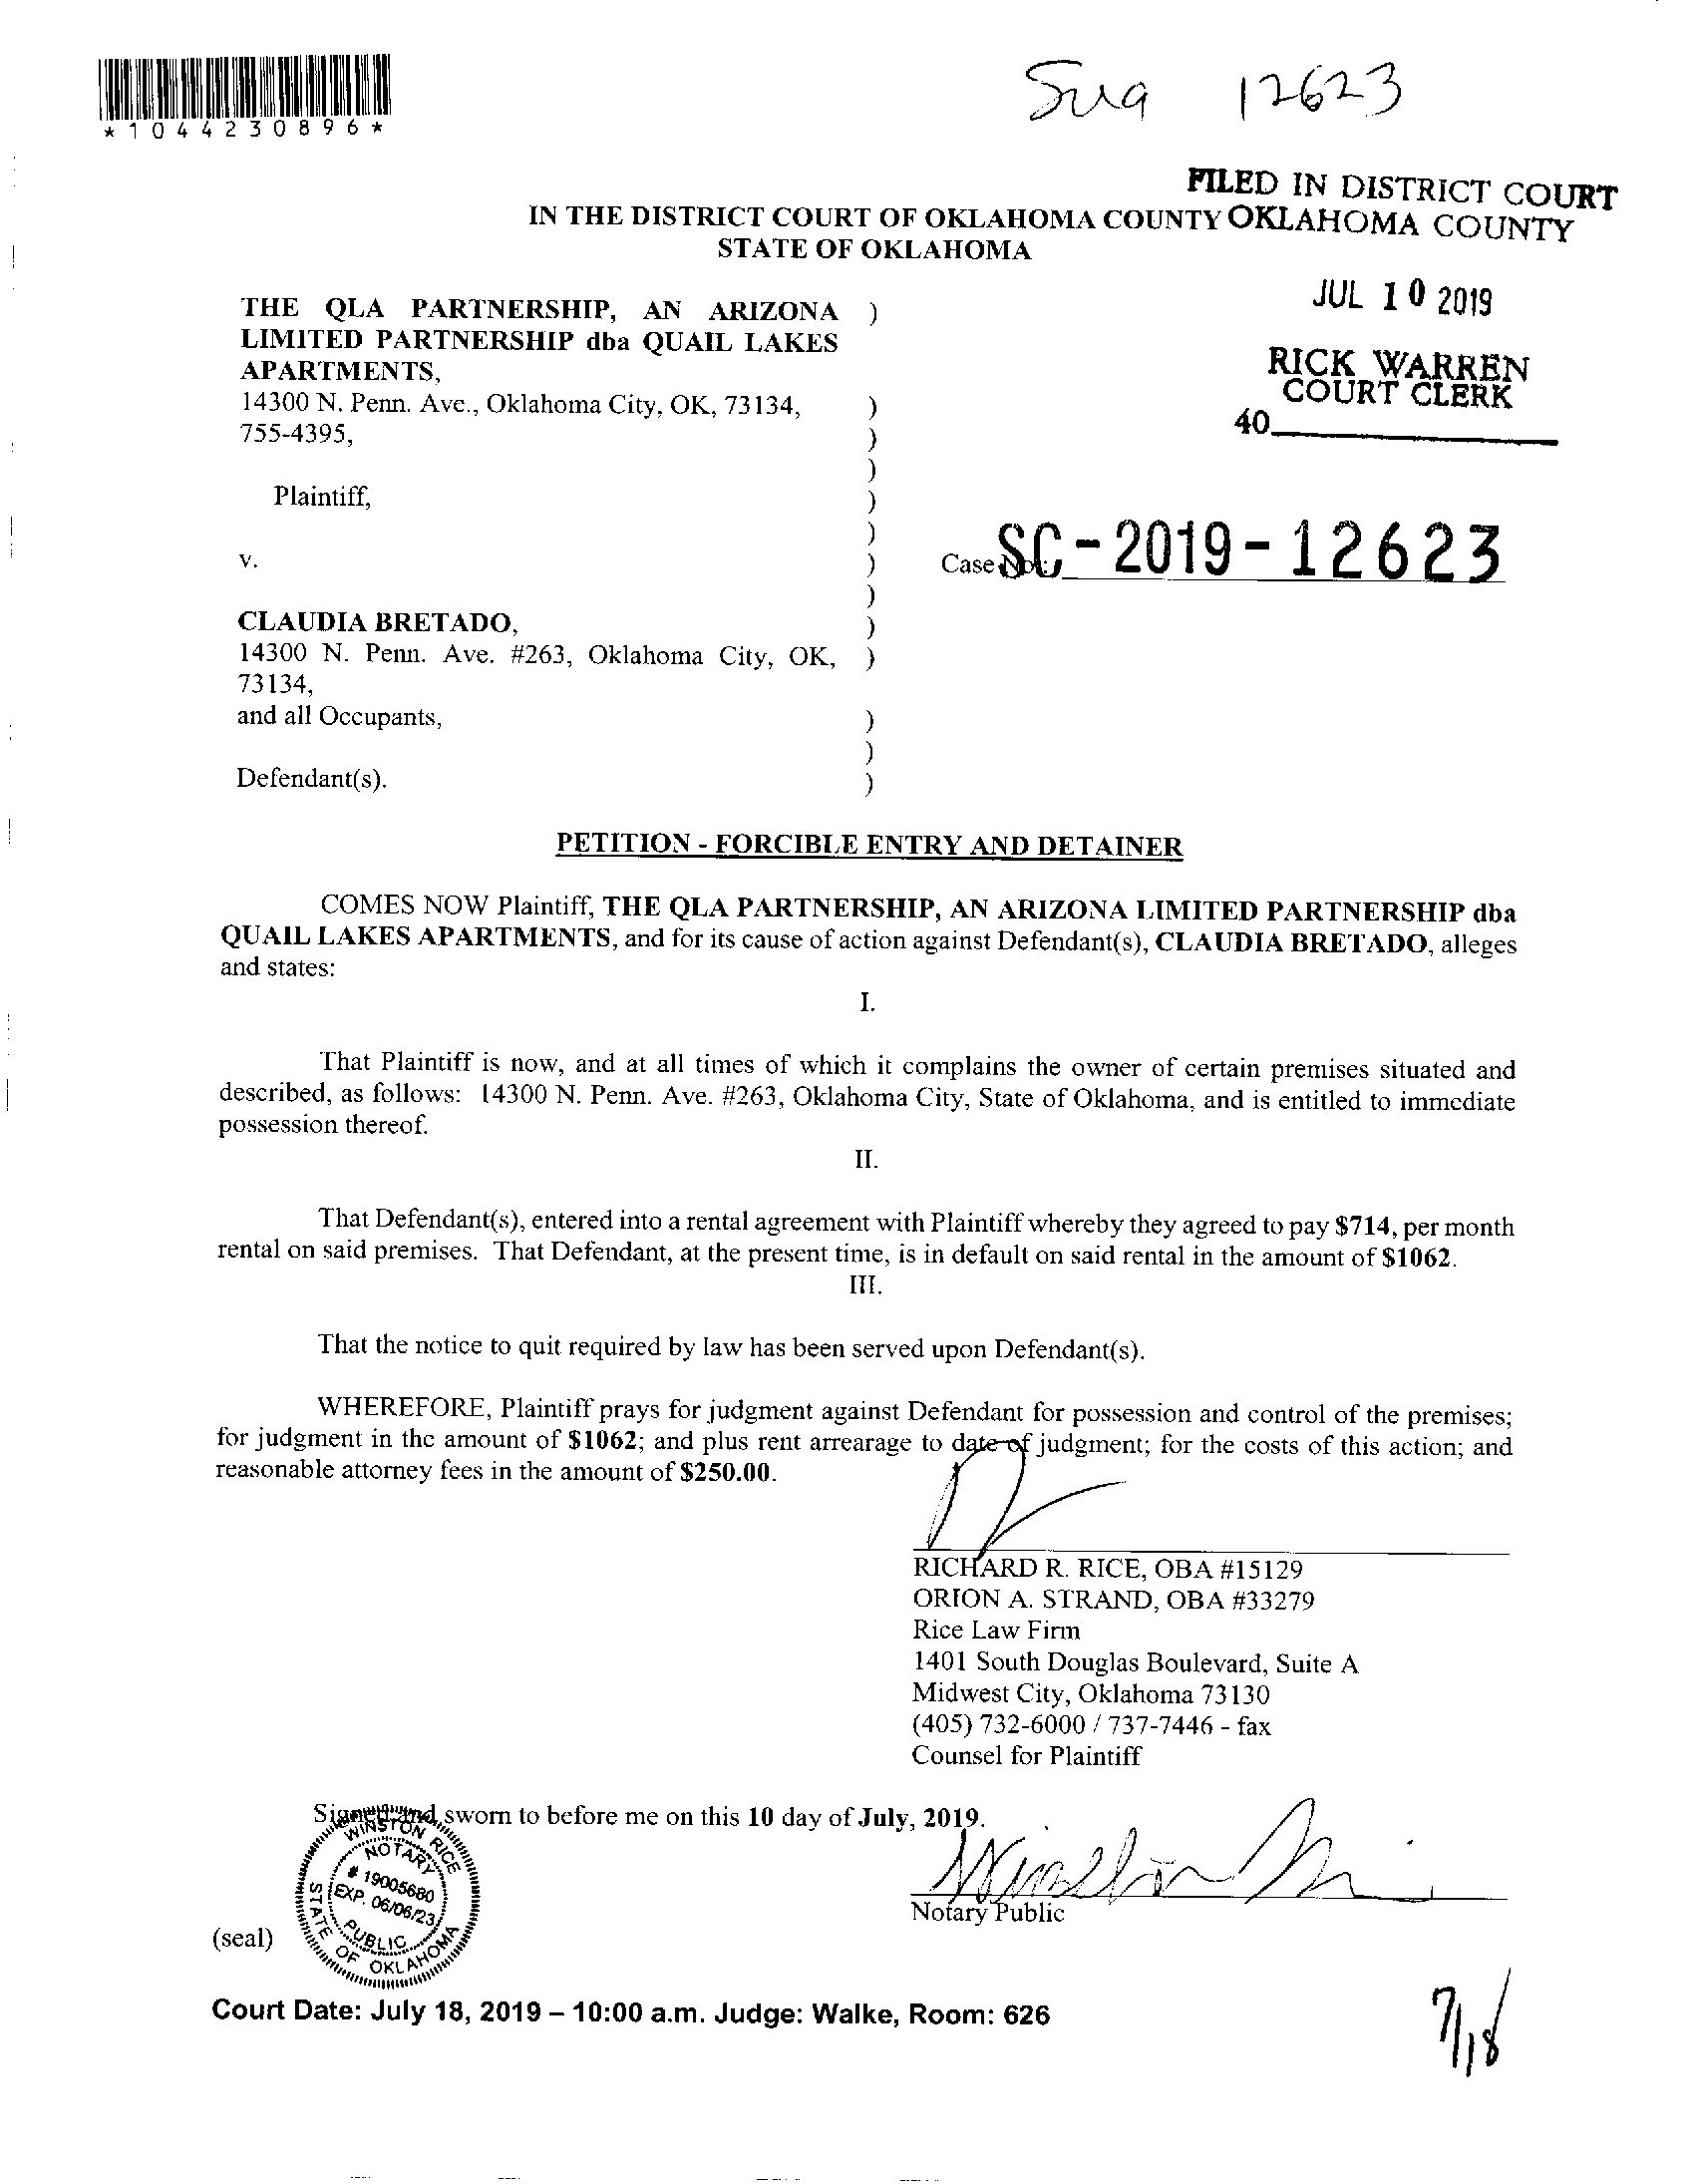 *1044230896*
12623
FILED IN DISTRICT COURT
OKLAHOMA COUNTY
IN THE DISTRICT COURT OF OKLAHOMA COUNTY
STATE OF OKLAHOMA
JUL 10 2019
RICK WARREN
COURT CLERK
40
THE QLA PARTNERSHIP, AN ARIZONA )
LIMITED PARTNERSHIP dba QUAIL LAKES
APARTMENTS,
14300 N. Penn. Ave., Oklahoma City, OK, 73134, )
755-4395, )
)
Plaintiff, )
)
v. )
Case No.: SC-2019-12623
)
CLAUDIA BRETADO, )
14300 N. Penn. Ave. #263, Oklahoma City, OK, )
73134,
and all Occupants, )
)
Defendant(s). )
PETITION - FORCIBLE ENTRY AND DETAINER
COMES NOW Plaintiff, THE QLA PARTNERSHIP, AN ARIZONA LIMITED PARTNERSHIP dba
QUAIL LAKES APARTMENTS, and for its cause of action against Defendant(s), CLAUDIA BRETADO, alleges
and states:
I.
That Plaintiff is now, and at all times of which it complains the owner of certain premises situated and
described, as follows: 14300 N. Penn. Ave. #263, Oklahoma City, State of Oklahoma, and is entitled to immediate
possession thereof.
II.
That Defendant(s), entered into a rental agreement with Plaintiff whereby they agreed to pay $714, per month
rental on said premises. That Defendant, at the present time, is in default on said rental in the amount of $1062.
III.
That the notice to quit required by law has been served upon Defendant(s).
WHEREFORE, Plaintiff prays for judgment against Defendant for possession and control of the premises;
for judgment in the amount of $1062; and plus rent arrearage to date of judgment; for the costs of this action; and
reasonable attorney fees in the amount of $250.00.
RICHARD R. RICE, OBA #15129
ORION A. STRAND, OBA #33279
Rice Law Firm
1401 South Douglas Boulevard, Suite A
Midwest City, Oklahoma 73130
(405) 732-6000 / 737-7446 - fax
Counsel for Plaintiff
Signed and sworn to before me on this 10 day of July, 2019.
WINSTON RICE
NOTARY
# 19005680
EXP. 06/06/23
PUBLIC
STATE OF OKLAHOMA
Notary Public
(seal)
Court Date: July 18, 2019 – 10:00 a.m. Judge: Walke, Room: 626
7/18